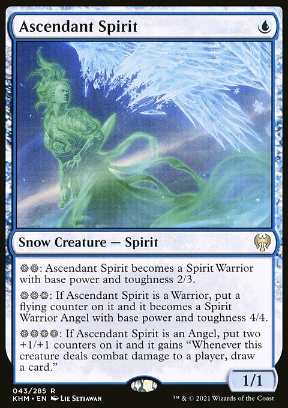 Ascendant Spirit
Snow Creature — Spirit
: Ascendant Spirit becomes a Spirit Warrior
with base power and toughness 2/3.
: If Ascendant Spirit is a Warrior, put a
flying counter on it and it becomes a Spirit
Warrior Angel with base power and toughness 4/4.
: If Ascendant Spirit is an Angel, put two
+1/+1 counters on it and it gains “Whenever this
creature deals combat damage to a player, draw
a card.”
1/1
043/285 R
KHM • EN Lie Setiawan
™ & © 2021 Wizards of the Coast